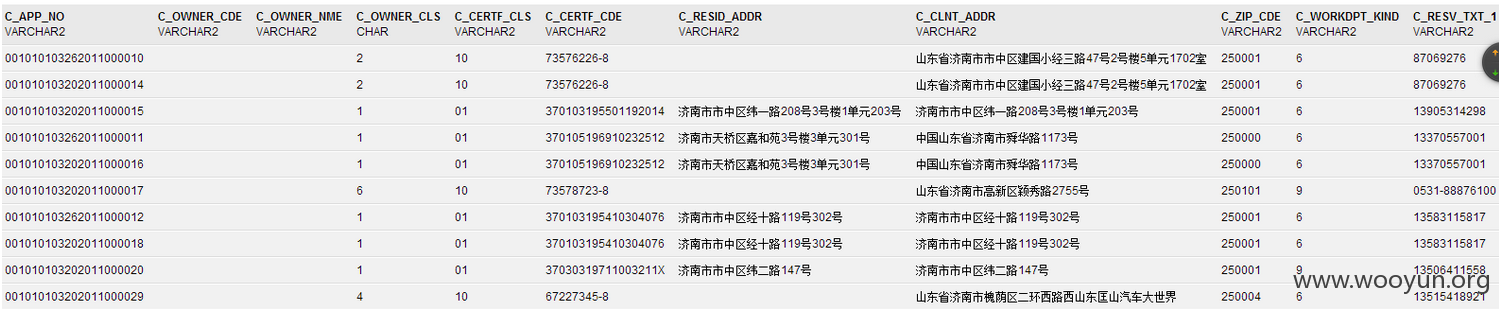 C_APP_NO C_OWNER_CDE C_OWNER_NME C_OWNER_CLS C_CERTF_CLS C_CERTF_CDE C_RESID_ADDR C_CLNT_ADDR C_ZIP_CDE C_WORKDPT_KIND C_RESV_TXT_1
VARCHAR2 VARCHAR2 VARCHAR2 CHAR VARCHAR2 VARCHAR2 VARCHAR2 VARCHAR2 VARCHAR2 VARCHAR2 VARCHAR2
001010103262011000010 2 10 73576226-8 山东省济南市市中区建国小经三路47号2号楼5单元1702室 250001 6 87069276
001010103202011000014 2 10 73576226-8 山东省济南市市中区建国小经三路47号2号楼5单元1702室 250001 6 87069276
001010103202011000015 1 01 370103195501192014 济南市市中区纬一路208号3号楼1单元203号 济南市市中区纬一路208号3号楼1单元203号 250001 6 13905314298
001010103262011000011 1 01 370105196910232512 济南市天桥区嘉和苑3号楼3单元301号 中国山东省济南市舜华路1173号 250000 6 13370557001
001010103202011000016 1 01 370105196910232512 济南市天桥区嘉和苑3号楼3单元301号 中国山东省济南市舜华路1173号 250000 6 13370557001
001010103202011000017 6 10 73578723-8 山东省济南市高新区颖秀路2755号 250101 9 0531-88876100
001010103262011000012 1 01 370103195410304076 济南市市中区经十路119号302号 济南市市中区经十路119号302号 250001 6 13583115817
001010103202011000018 1 01 370103195410304076 济南市市中区经十路119号302号 济南市市中区经十路119号302号 250001 6 13583115817
001010103202011000020 1 01 37030319711003211X 济南市市中区纬二路147号 济南市市中区纬二路147号 250001 9 13506411558
001010103202011000029 4 10 67227345-8 山东省济南市槐荫区二环西路西山东匡山汽车大世界 250004 6 13515418921
www.wooyun.org